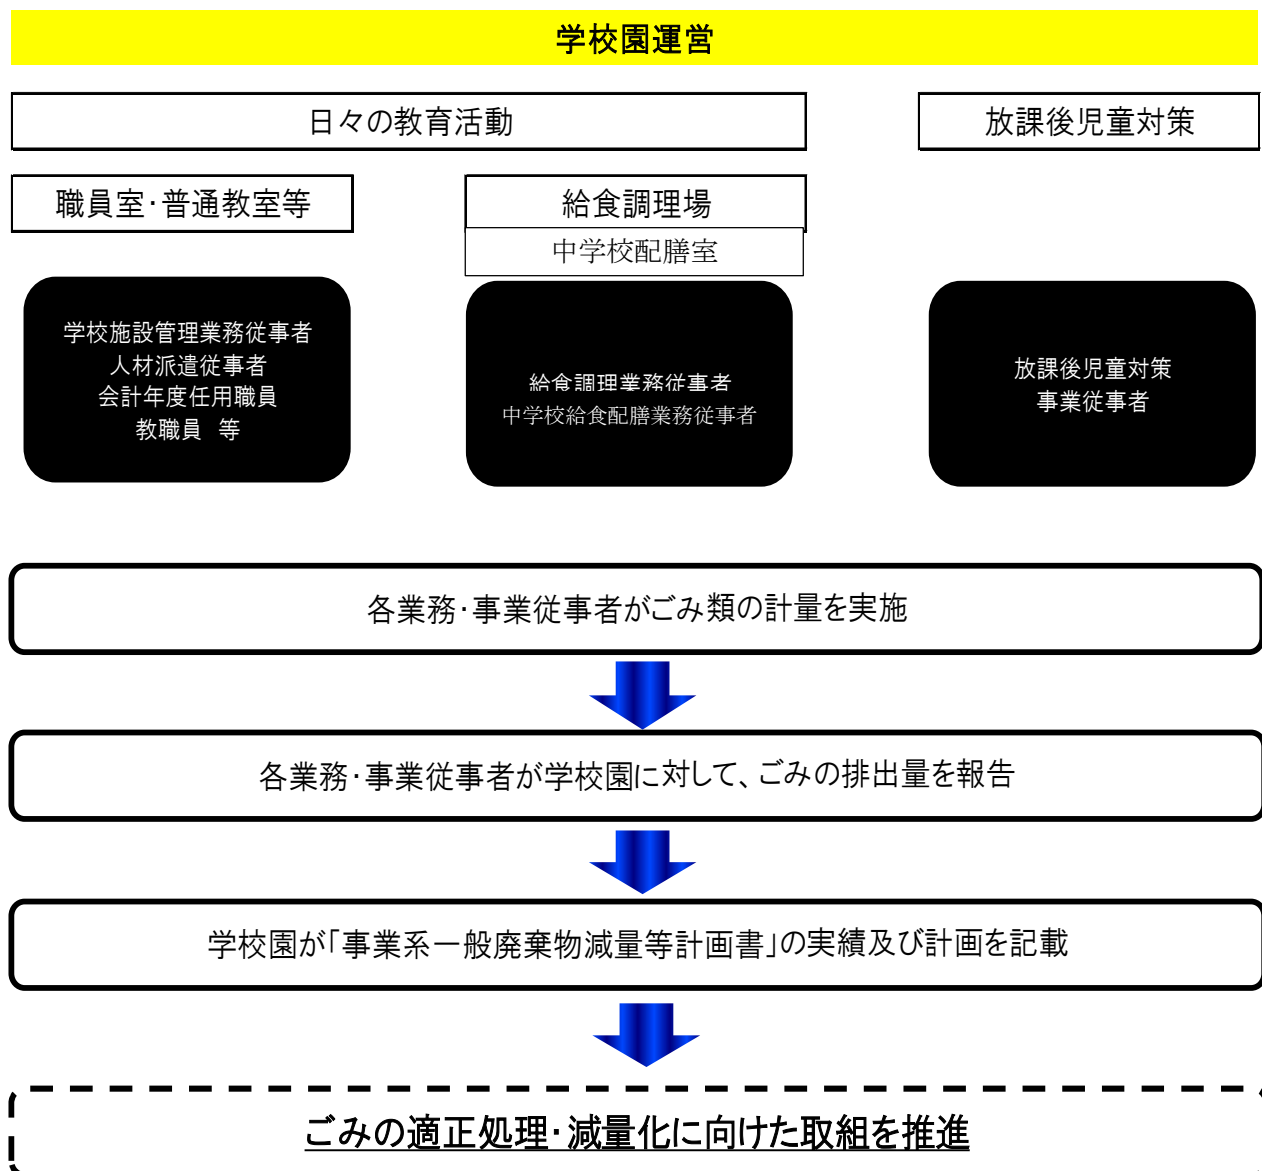 学校園運営
日々の教育活動
放課後児童対策
職員室・普通教室等
給食調理場
中学校配膳室
学校施設管理業務従事者
人材派遣従事者
会計年度任用職員
教職員　等
給食調理業務従事者
中学校給食配膳業務従事者
放課後児童対策
事業従事者
各業務・事業従事者がごみ類の計量を実施
各業務・事業従事者が学校園に対して、ごみの排出量を報告
学校園が「事業系一般廃棄物減量等計画書」の実績及び計画を記載
ごみの適正処理・減量化に向けた取組を推進